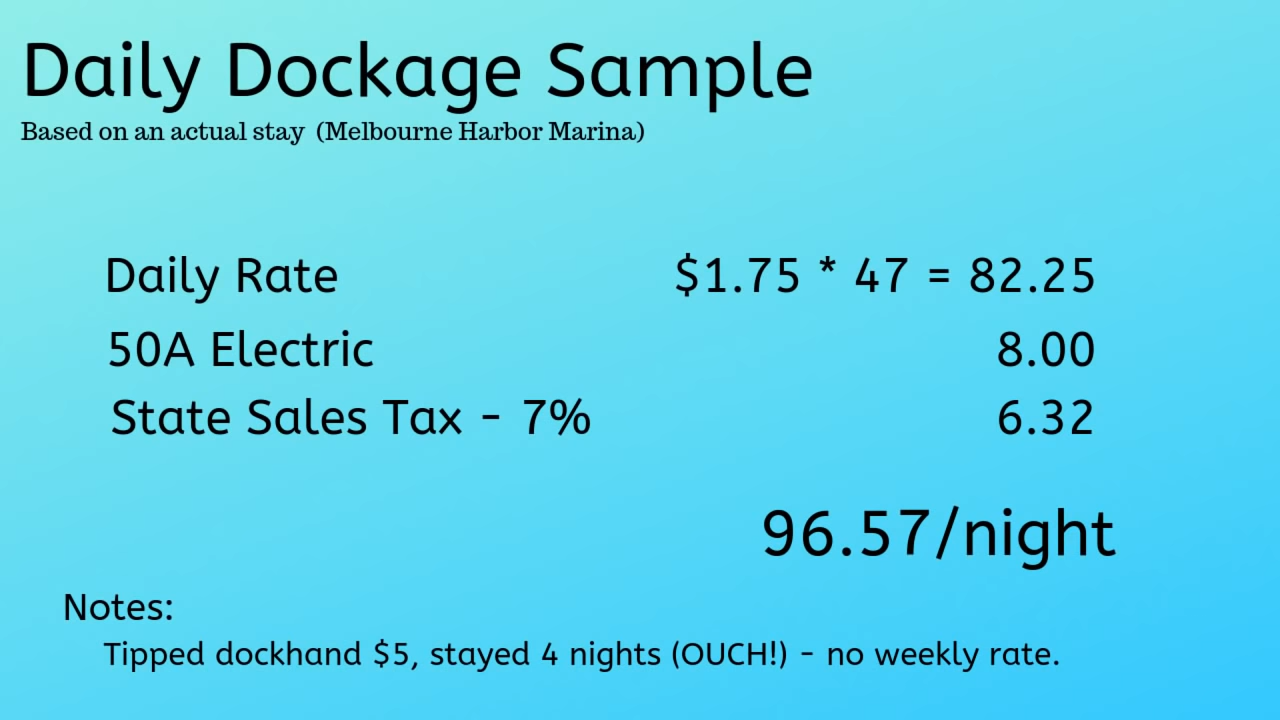 Daily Dockage Sample
Based on an actual stay (Melbourne Harbor Marina)
Daily Rate $1.75 * 47 = 82.25
50A Electric 8.00
State Sales Tax - 7% 6.32
96.57/night
Notes:
Tipped dockhand $5, stayed 4 nights (OUCH!) - no weekly rate.